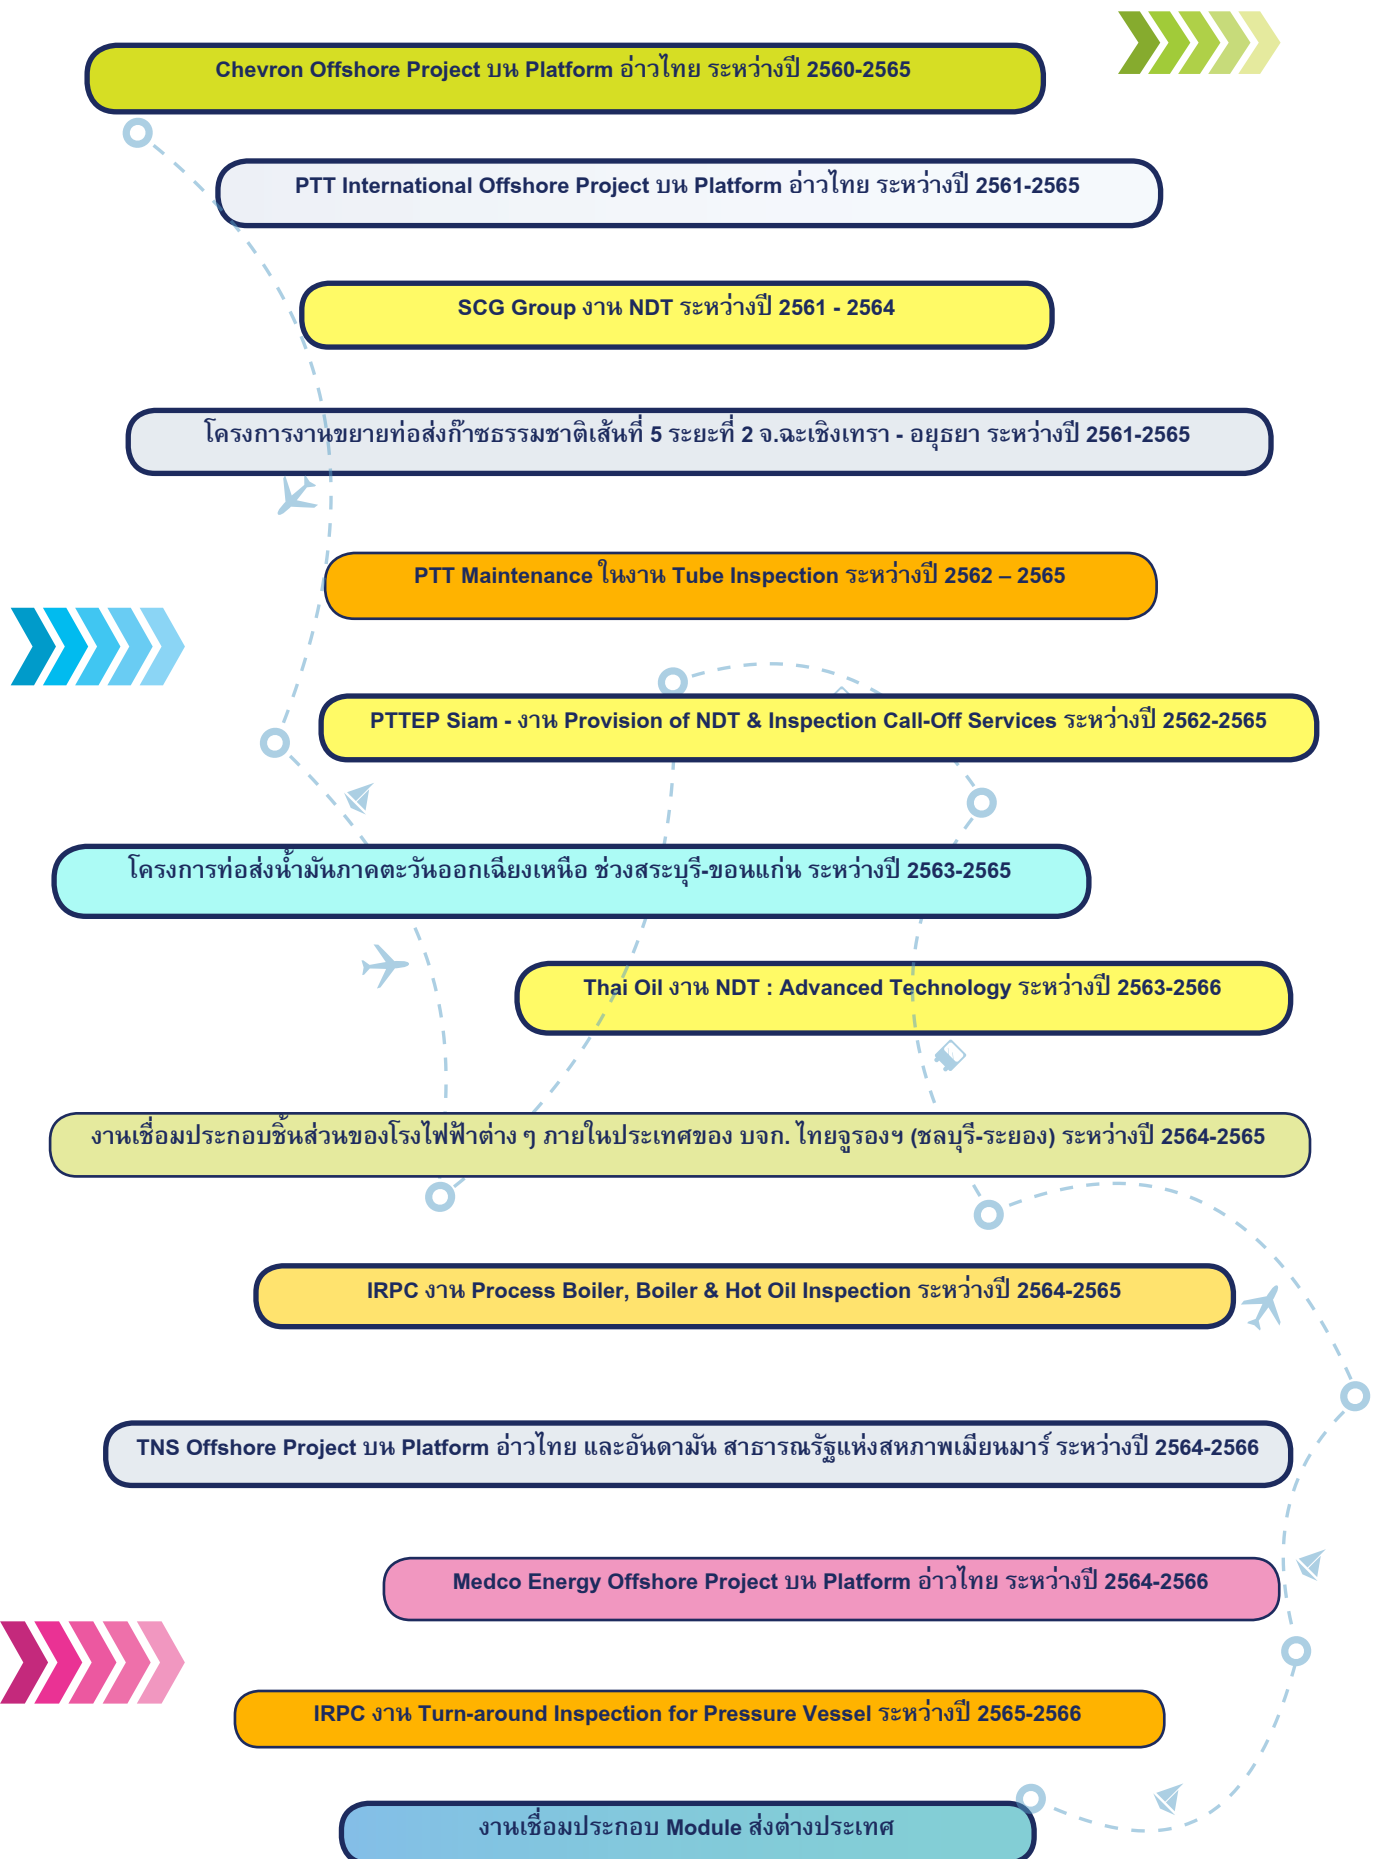 Chevron Offshore Project บน Platform อ่าวไทย ระหว่างปี 2560-2565
PTT International Offshore Project บน Platform อ่าวไทย ระหว่างปี 2561-2565
SCG Group งาน NDT ระหว่างปี 2561 - 2564
โครงการงานขยายท่อส่งก๊าซธรรมชาติเส้นที่ 5 ระยะที่ 2 จ.ฉะเชิงเทรา - อยุธยา ระหว่างปี 2561-2565
PTT Maintenance ในงาน Tube Inspection ระหว่างปี 2562 – 2565
PTTEP Siam - งาน Provision of NDT & Inspection Call-Off Services ระหว่างปี 2562-2565
โครงการท่อส่งน้ำมันภาคตะวันออกเฉียงเหนือ ช่วงสระบุรี-ขอนแก่น ระหว่างปี 2563-2565
Thai Oil งาน NDT : Advanced Technology ระหว่างปี 2563-2566
งานเชื่อมประกอบชิ้นส่วนของโรงไฟฟ้าต่าง ๆ ภายในประเทศของ บจก. ไทยจูรองฯ (ชลบุรี-ระยอง) ระหว่างปี 2564-2565
IRPC งาน Process Boiler, Boiler & Hot Oil Inspection ระหว่างปี 2564-2565
TNS Offshore Project บน Platform อ่าวไทย และอันดามัน สาธารณรัฐแห่งสหภาพเมียนมาร์ ระหว่างปี 2564-2566
Medco Energy Offshore Project บน Platform อ่าวไทย ระหว่างปี 2564-2566
IRPC งาน Turn-around Inspection for Pressure Vessel ระหว่างปี 2565-2566
งานเชื่อมประกอบ Module ส่งต่างประเทศ